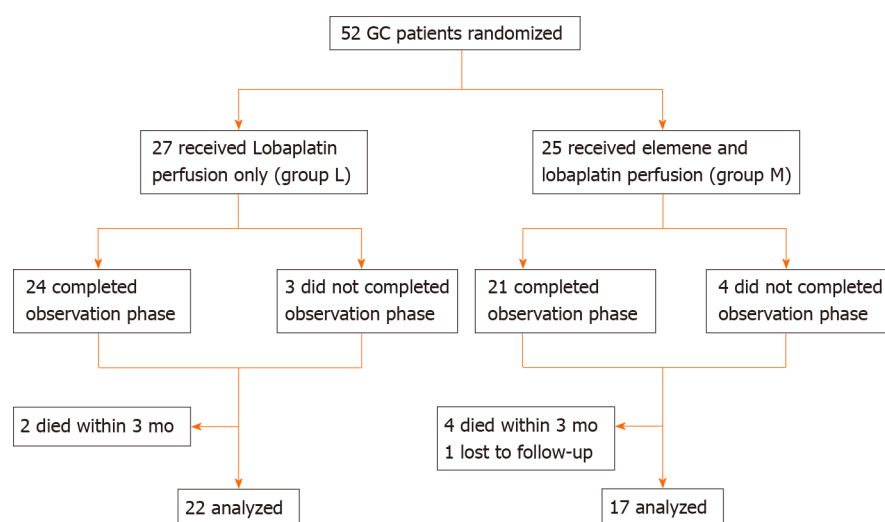 52 GC patients randomized
27 received Lobaplatin
perfusion only (group L)
25 received elemene and
lobaplatin perfusion (group M)
24 completed
observation phase
3 did not completed
observation phase
21 completed
observation phase
4 did not completed
observation phase
2 died within 3 mo
4 died within 3 mo
1 lost to follow-up
22 analyzed
17 analyzed